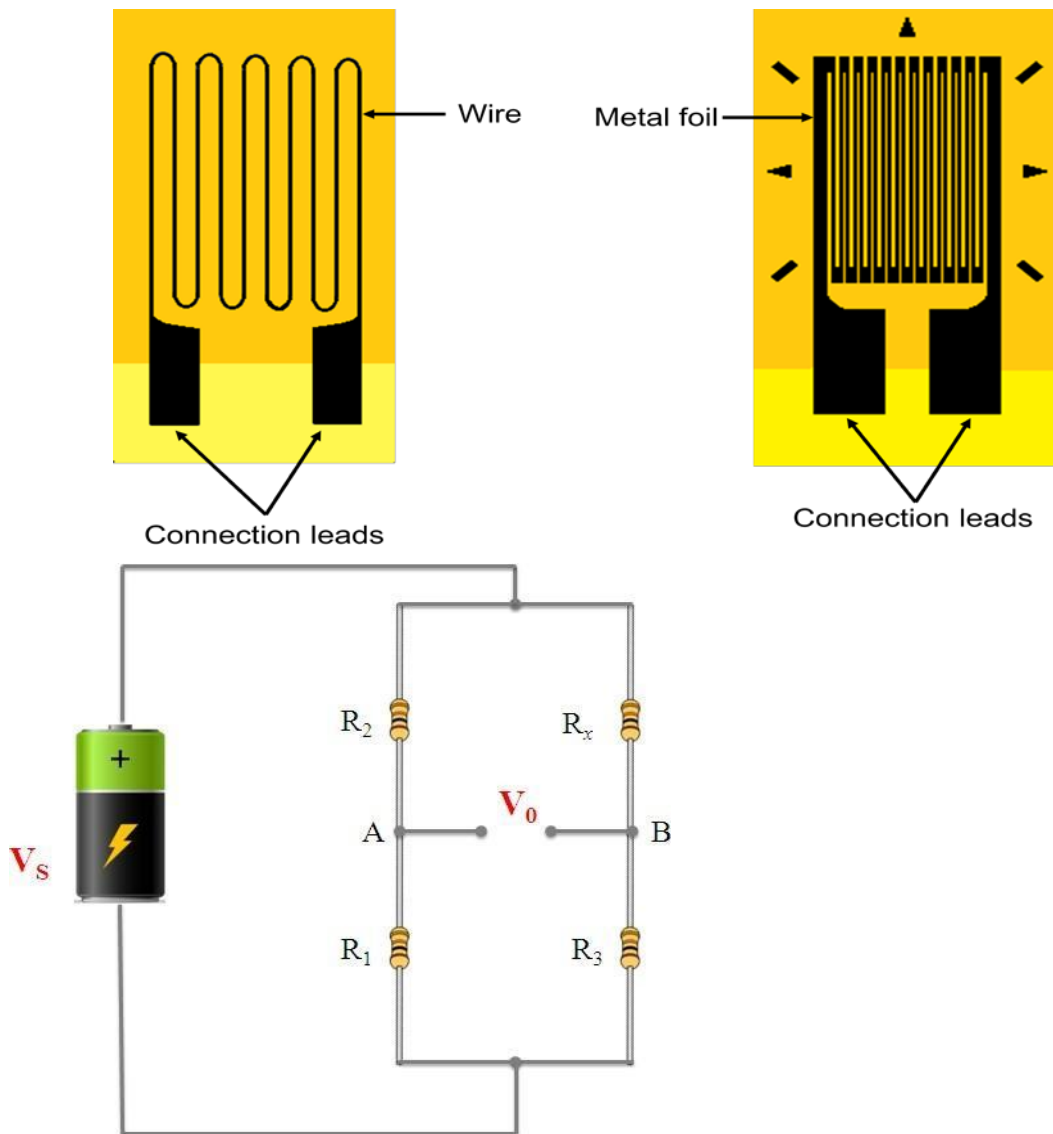 Wire
Metal foil
Connection leads
Connection leads
R₂
Rₓ
+
V₀
A
B
Vₛ
R₁
R₃